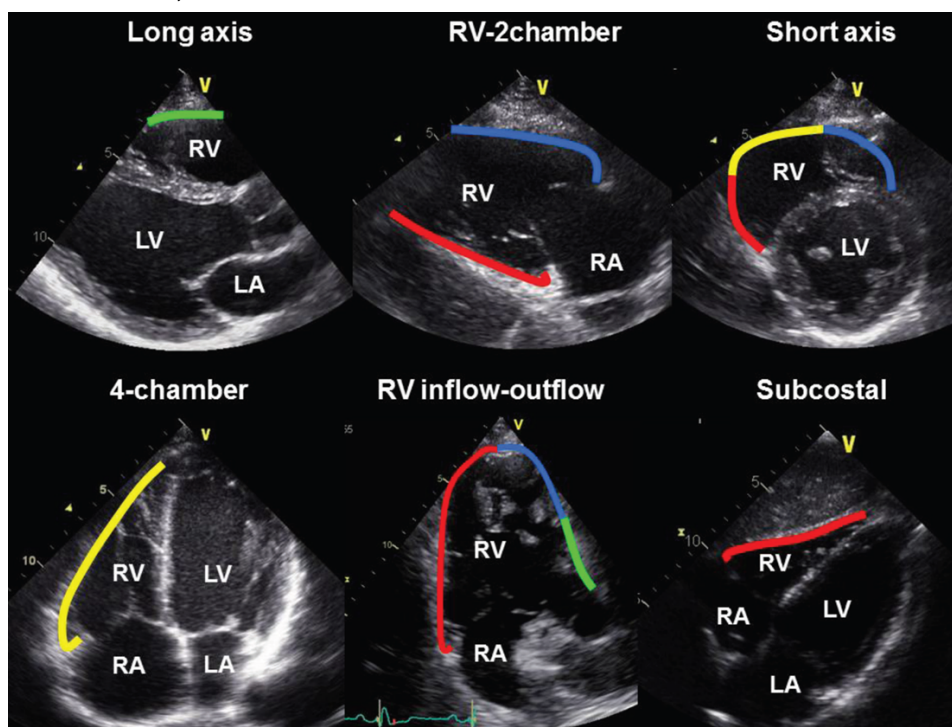 Long axis
RV-2chamber
Short axis
V
V
V
5
RV
10
LV
LA
5
RV
RA
5
RV
LV
4-chamber
RV inflow-outflow
Subcostal
V
V
V
5
10
RV
LV
RA
LA
55
5
10
RV
RA
5
10
RV
LV
RA
LA